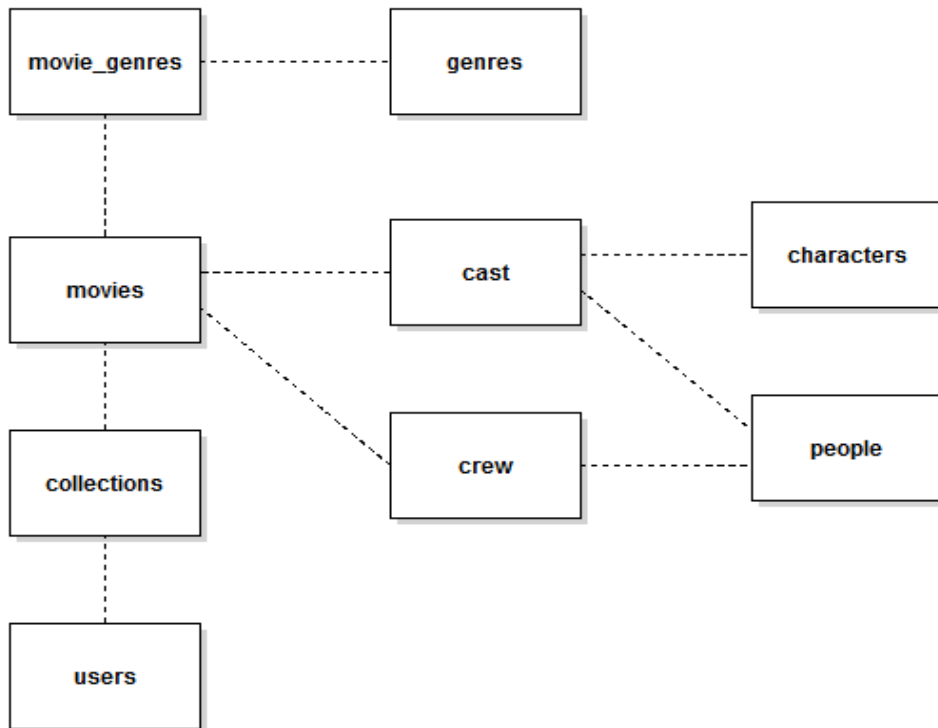 movie_genres
genres
movies
cast
characters
collections
crew
people
users